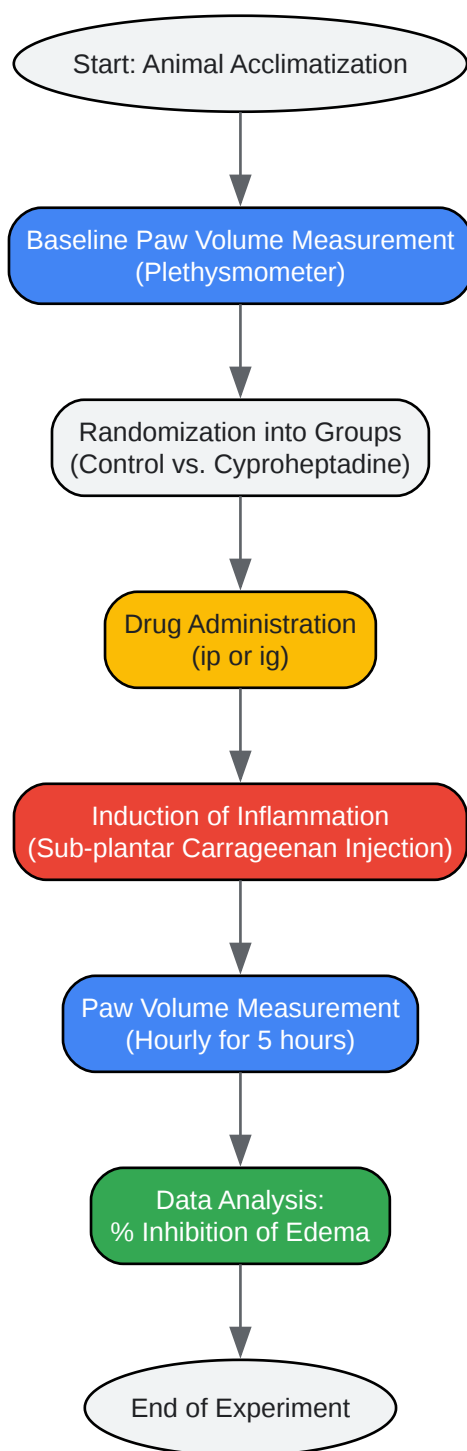 Start: Animal Acclimatization
Baseline Paw Volume Measurement
(Plethysmometer)
Randomization into Groups
(Control vs. Cyproheptadine)
Drug Administration
(ip or ig)
Induction of Inflammation
(Sub-plantar Carrageenan Injection)
Paw Volume Measurement
(Hourly for 5 hours)
Data Analysis:
% Inhibition of Edema
End of Experiment